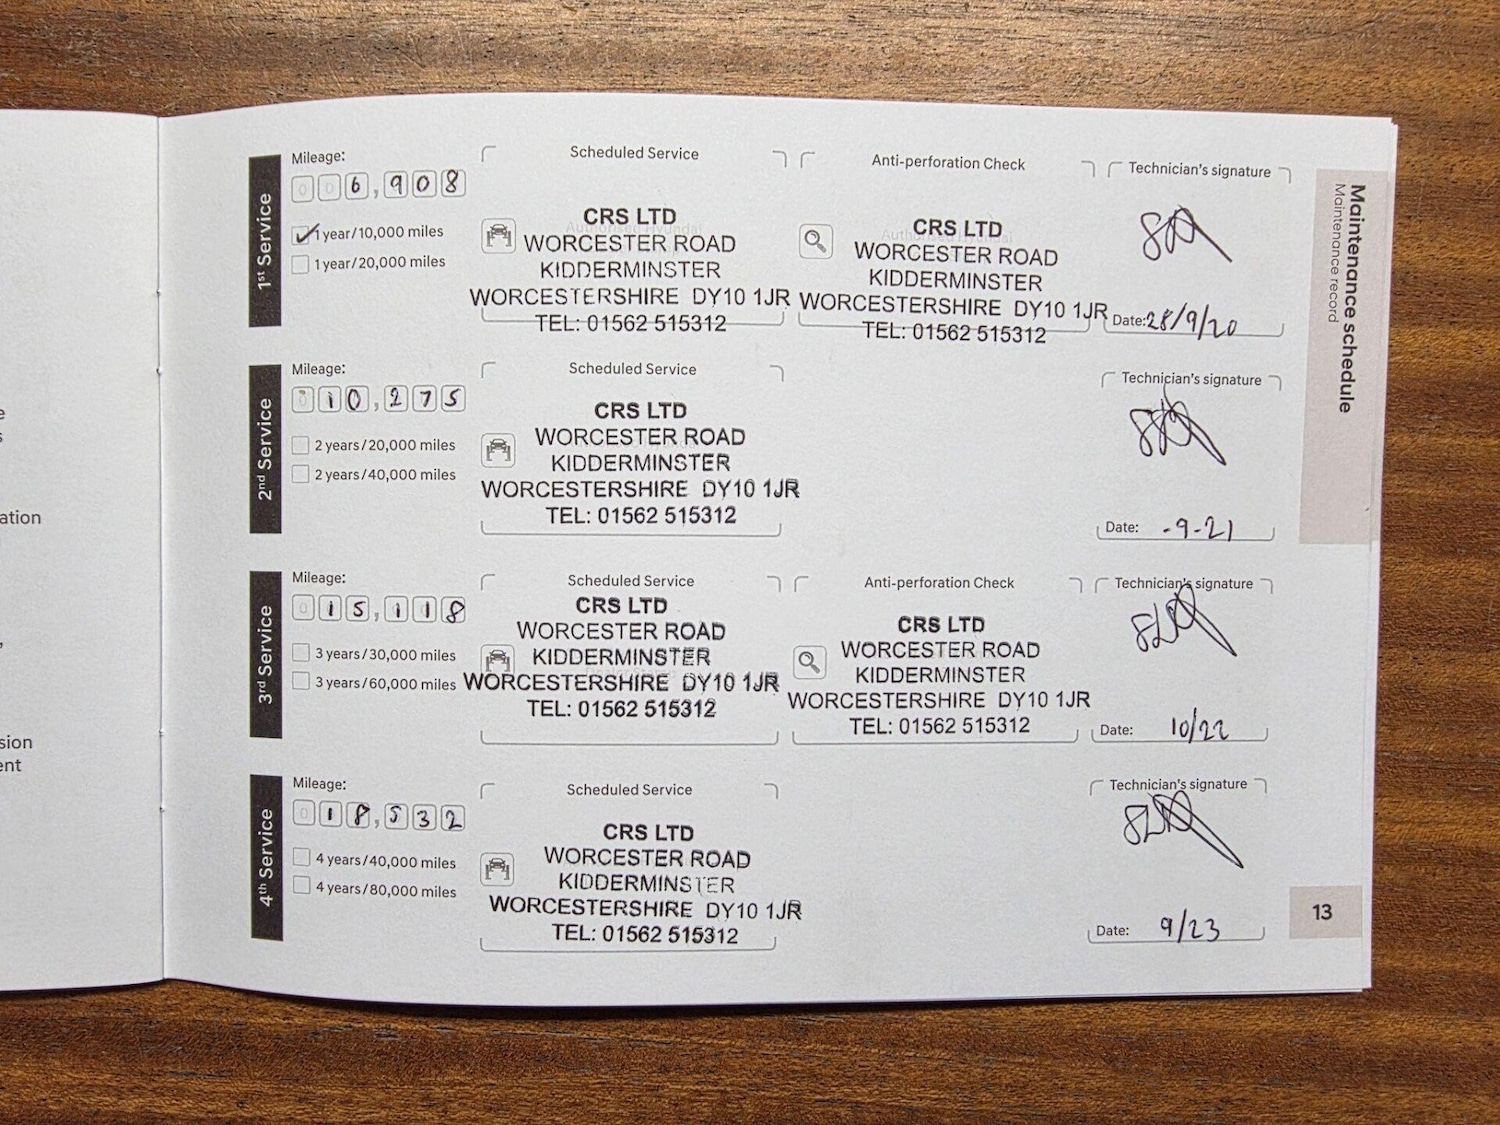 Maintenance schedule
Maintenance record
1st Service
Mileage:
006,908
1 year/10,000 miles
1 year/20,000 miles
Scheduled Service
CRS LTD
WORCESTER ROAD
KIDDERMINSTER
WORCESTERSHIRE DY10 1JR
TEL: 01562 515312
Anti-perforation Check
CRS LTD
WORCESTER ROAD
KIDDERMINSTER
WORCESTERSHIRE DY10 1JR
TEL: 01562 515312
Technician's signature
Date: 28/9/20
2nd Service
Mileage:
010,275
2 years/20,000 miles
2 years/40,000 miles
Scheduled Service
CRS LTD
WORCESTER ROAD
KIDDERMINSTER
WORCESTERSHIRE DY10 1JR
TEL: 01562 515312
Technician's signature
Date: -9-21
3rd Service
Mileage:
015,118
3 years/30,000 miles
3 years/60,000 miles
Scheduled Service
CRS LTD
WORCESTER ROAD
KIDDERMINSTER
WORCESTERSHIRE DY10 1JR
TEL: 01562 515312
Anti-perforation Check
CRS LTD
WORCESTER ROAD
KIDDERMINSTER
WORCESTERSHIRE DY10 1JR
TEL: 01562 515312
Technician's signature
Date: 10/22
4th Service
Mileage:
018,532
4 years/40,000 miles
4 years/80,000 miles
Scheduled Service
CRS LTD
WORCESTER ROAD
KIDDERMINSTER
WORCESTERSHIRE DY10 1JR
TEL: 01562 515312
Technician's signature
Date: 9/23
13